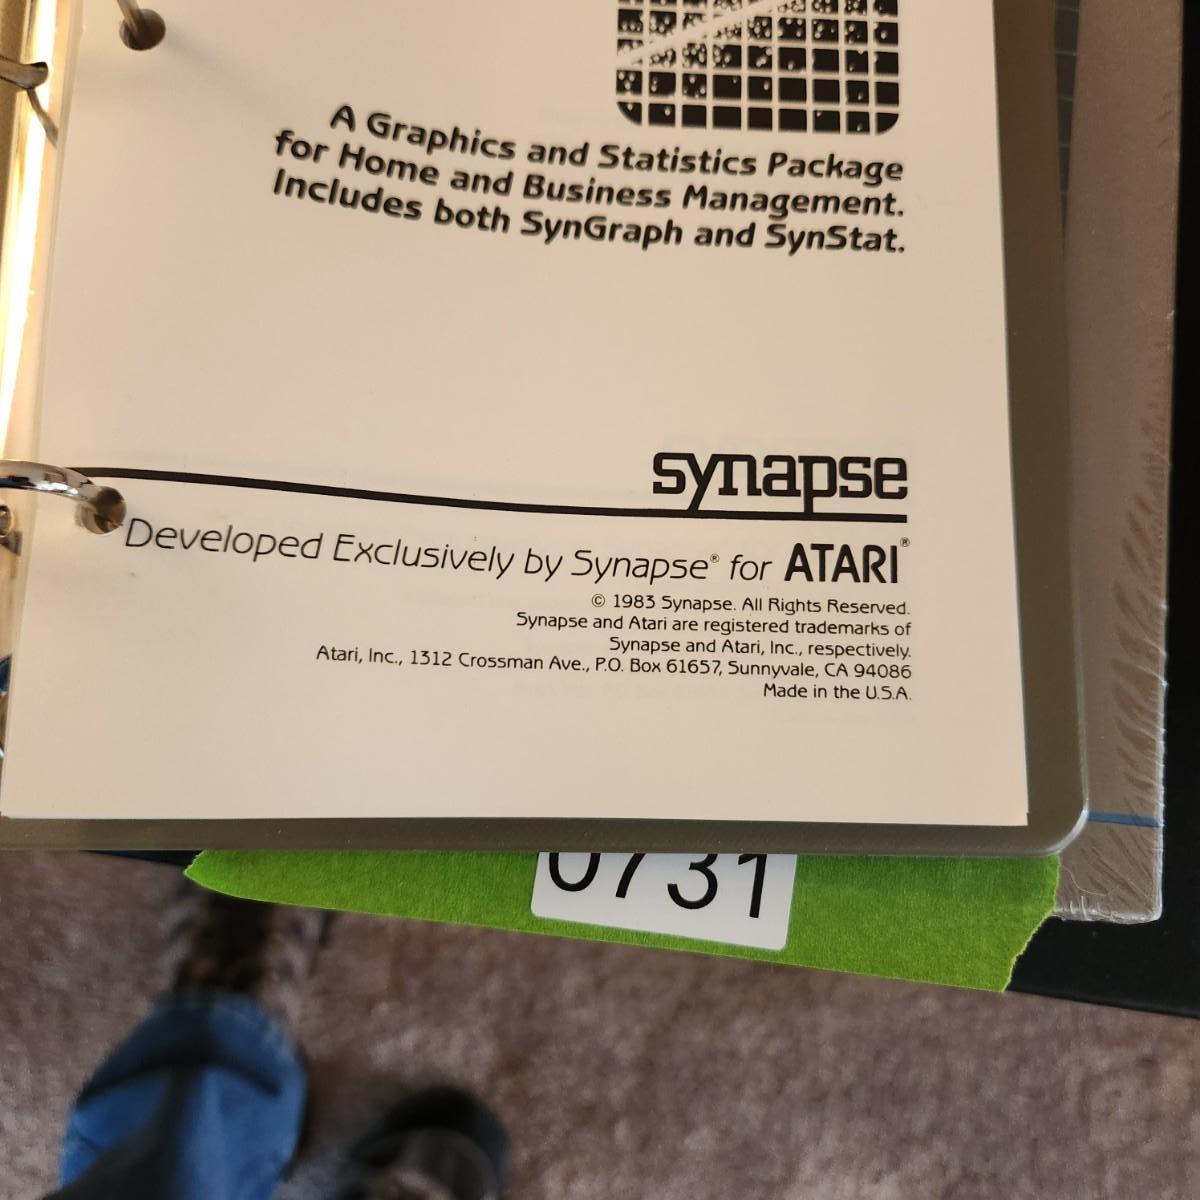 A Graphics and Statistics Package
for Home and Business Management.
Includes both SynGraph and SynStat.
synapse
Developed Exclusively by Synapse® for ATARI®
© 1983 Synapse. All Rights Reserved.
Synapse and Atari are registered trademarks of
Synapse and Atari, Inc., respectively.
Atari, Inc., 1312 Crossman Ave., P.O. Box 61657, Sunnyvale, CA 94086
Made in the U.S.A.
0731